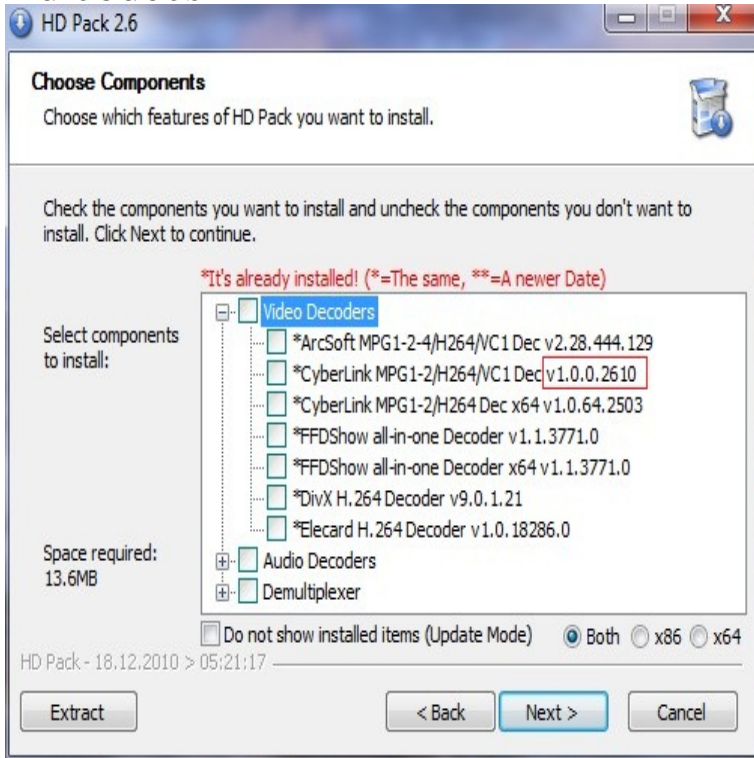 HD Pack 2.6
X
Choose Components
Choose which features of HD Pack you want to install.
Check the components you want to install and uncheck the components you don't want to
install. Click Next to continue.
*It's already installed! (*=The same, **=A newer Date)
Select components
to install:
Video Decoders
*ArcSoft MPG1-2-4/H264/VC1 Dec v2.28.444.129
*CyberLink MPG1-2/H264/VC1 Dec v1.0.0.2610
*CyberLink MPG1-2/H264 Dec x64 v1.0.64.2503
*FFDShow all-in-one Decoder v1.1.3771.0
*FFDShow all-in-one Decoder x64 v1.1.3771.0
*DivX H.264 Decoder v9.0.1.21
*Elecard H.264 Decoder v1.0.18286.0
Audio Decoders
Demultiplexer
Space required:
13.6MB
Do not show installed items (Update Mode) Both x86 x64
HD Pack - 18.12.2010 > 05:21:17
Extract < Back Next > Cancel